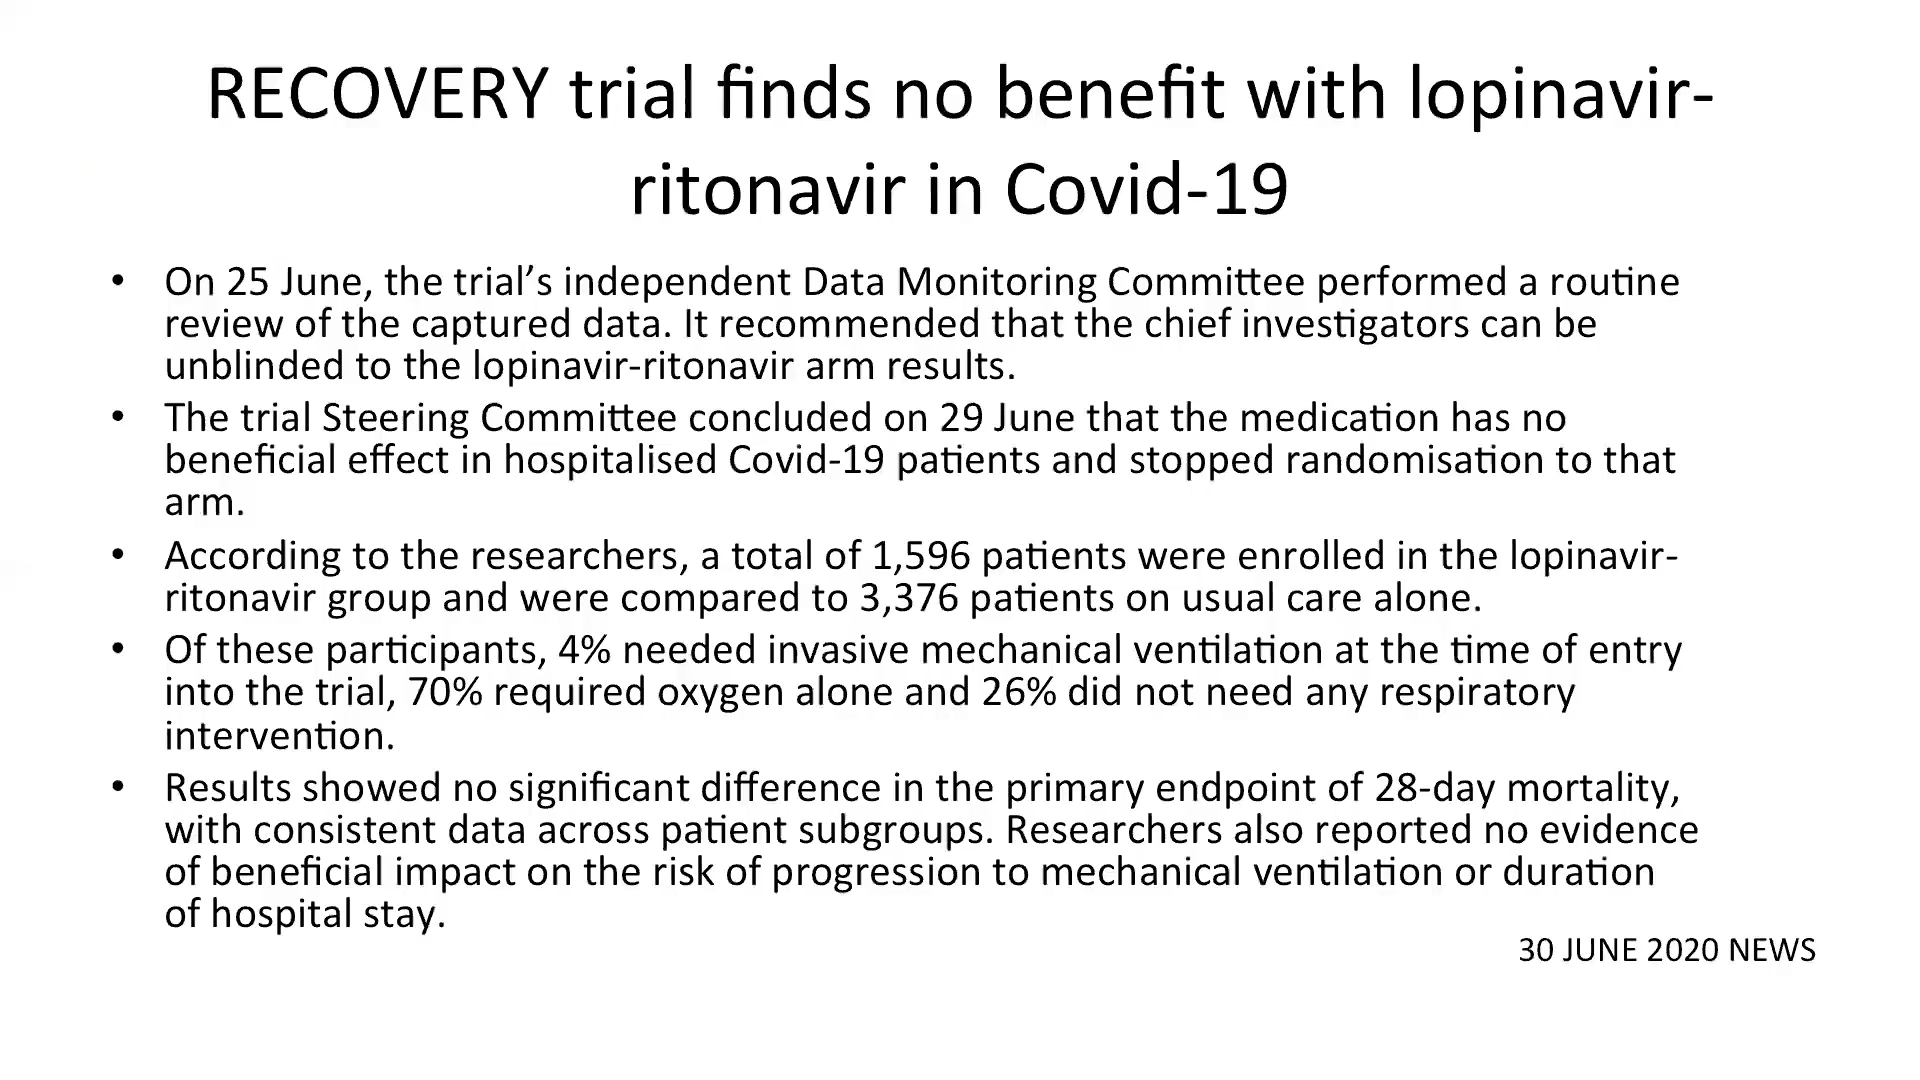 RECOVERY trial finds no benefit with lopinavir-
ritonavir in Covid-19
• On 25 June, the trial’s independent Data Monitoring Committee performed a routine
review of the captured data. It recommended that the chief investigators can be
unblinded to the lopinavir-ritonavir arm results.
• The trial Steering Committee concluded on 29 June that the medication has no
beneficial effect in hospitalised Covid-19 patients and stopped randomisation to that
arm.
• According to the researchers, a total of 1,596 patients were enrolled in the lopinavir-
ritonavir group and were compared to 3,376 patients on usual care alone.
• Of these participants, 4% needed invasive mechanical ventilation at the time of entry
into the trial, 70% required oxygen alone and 26% did not need any respiratory
intervention.
• Results showed no significant difference in the primary endpoint of 28-day mortality,
with consistent data across patient subgroups. Researchers also reported no evidence
of beneficial impact on the risk of progression to mechanical ventilation or duration
of hospital stay.
30 JUNE 2020 NEWS